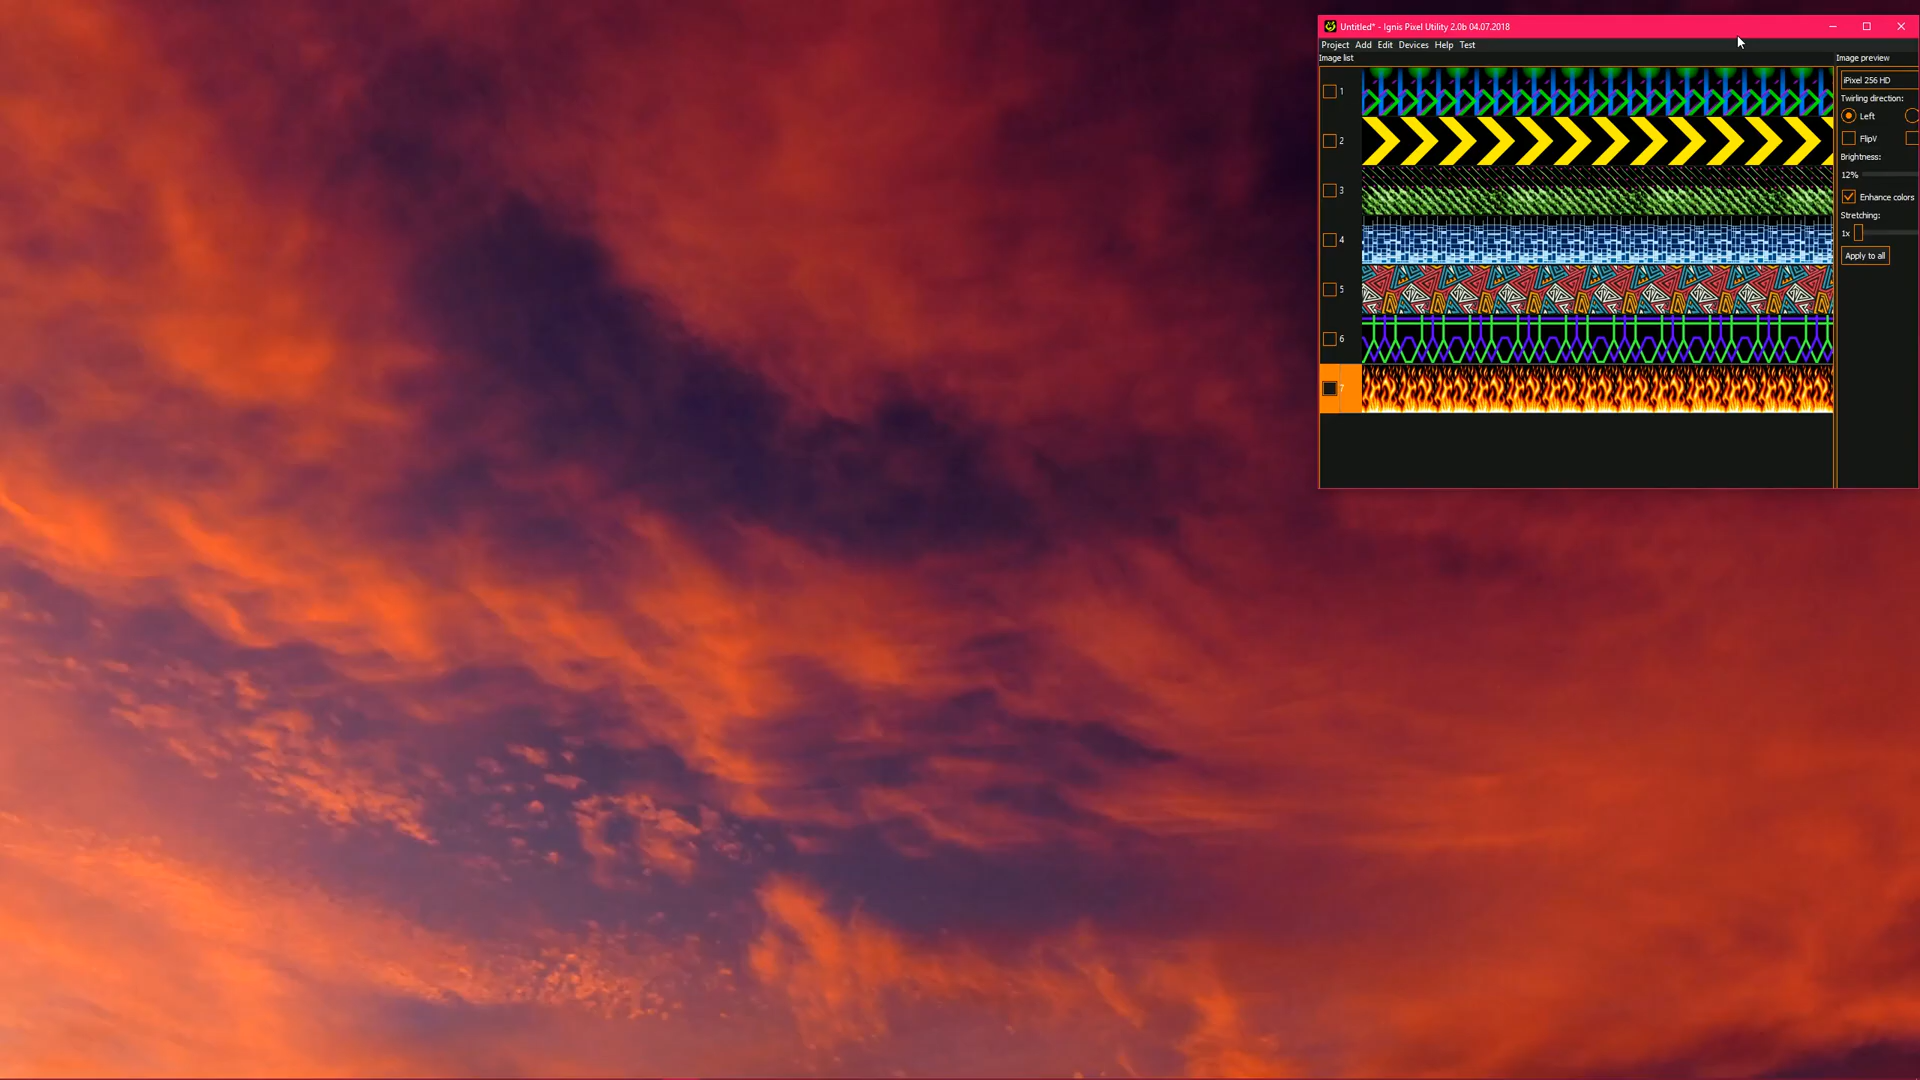 Untitled* - Ignis Pixel Utility 2.0b 04.07.2018
Project Add Edit Devices Help Test
Image list
Image preview
1
2
3
4
5
6
7
iPixel 256 HD
Twirling direction:
Left
FlipV
Brightness:
12%
Enhance colors
Stretching:
1x
Apply to all